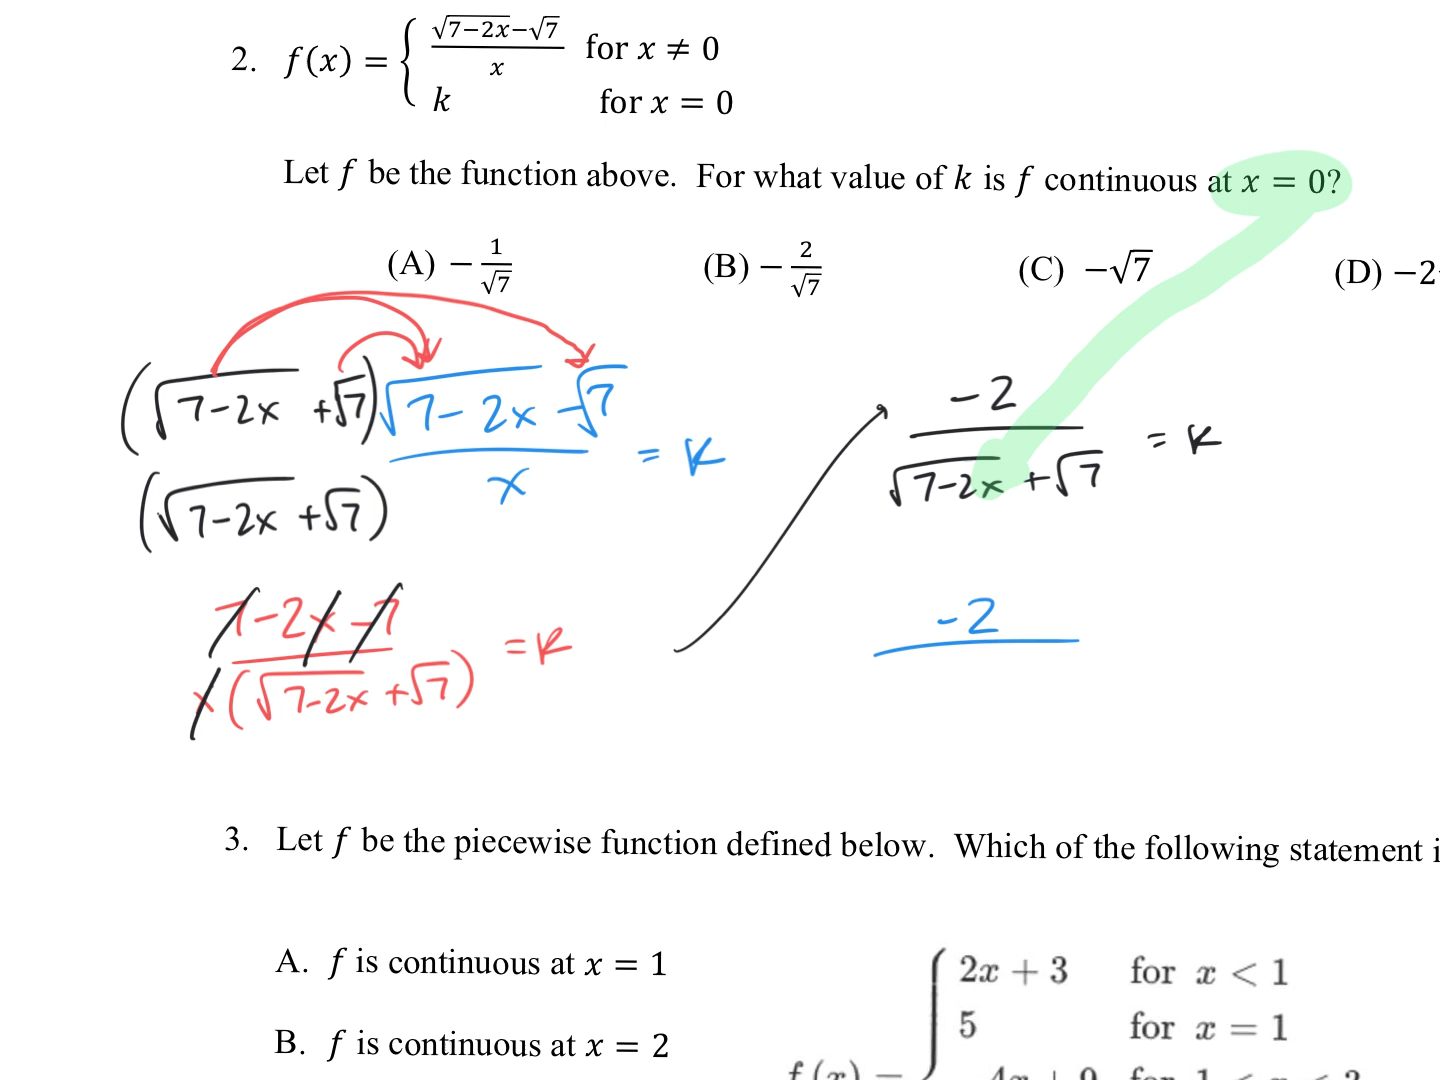 2. f(x) = { (√7−2x−√7)/x for x ≠ 0
k for x = 0
Let f be the function above. For what value of k is f continuous at x = 0?
(A) −1/√7 (B) −2/√7 (C) −√7 (D) −2
(√7-2x +√7) √7-2x -√7 / x = k
(√7-2x +√7)
7-2x-7 / x(√7-2x +√7) = k
-2 / √7-2x +√7 = k
-2
3. Let f be the piecewise function defined below. Which of the following statement i
A. f is continuous at x = 1
B. f is continuous at x = 2
2x + 3 for x < 1
5 for x = 1
f(x) =